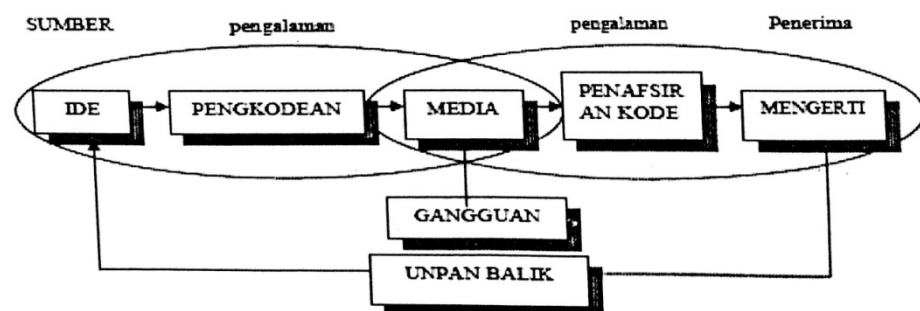 SUMBER pengalaman pengalaman Penerima
IDE PENGKODEAN MEDIA PENAFSIR
AN KODE MENGERTI
GANGGUAN
UNPAN BALIK